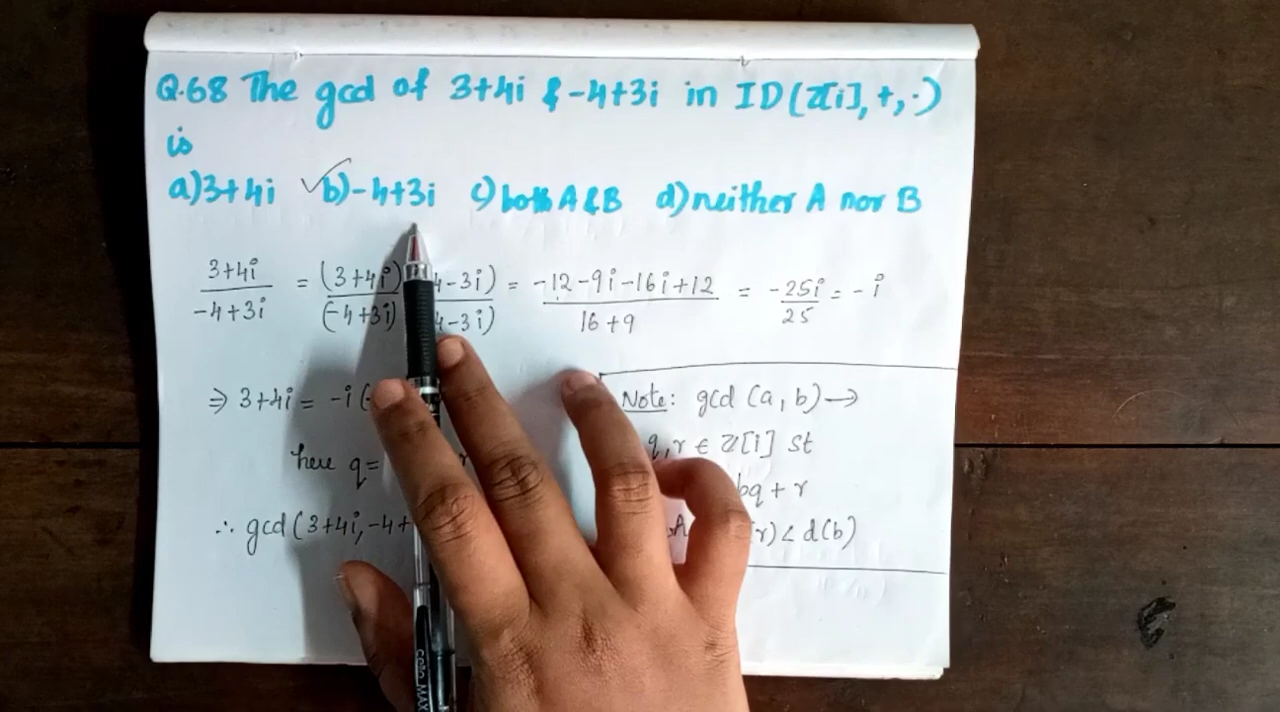 Q.68 The gcd of 3+4i & -4+3i in ID(Z[i],+,·)
is
a)3+4i ✓b)-4+3i c)both A&B d)neither A nor B
3+4i/-4+3i = (3+4i) 4-3i)/(-4+3i) 4-3i) = -12-9i-16i+12/16+9 = -25i/25 = -i
⇒ 3+4i = -i(
here q=
∴ gcd(3+4i,-4+
Note: gcd (a,b)→
q,r ∈ Z[i] st
bq+r
(r)<d(b)
cello MAX